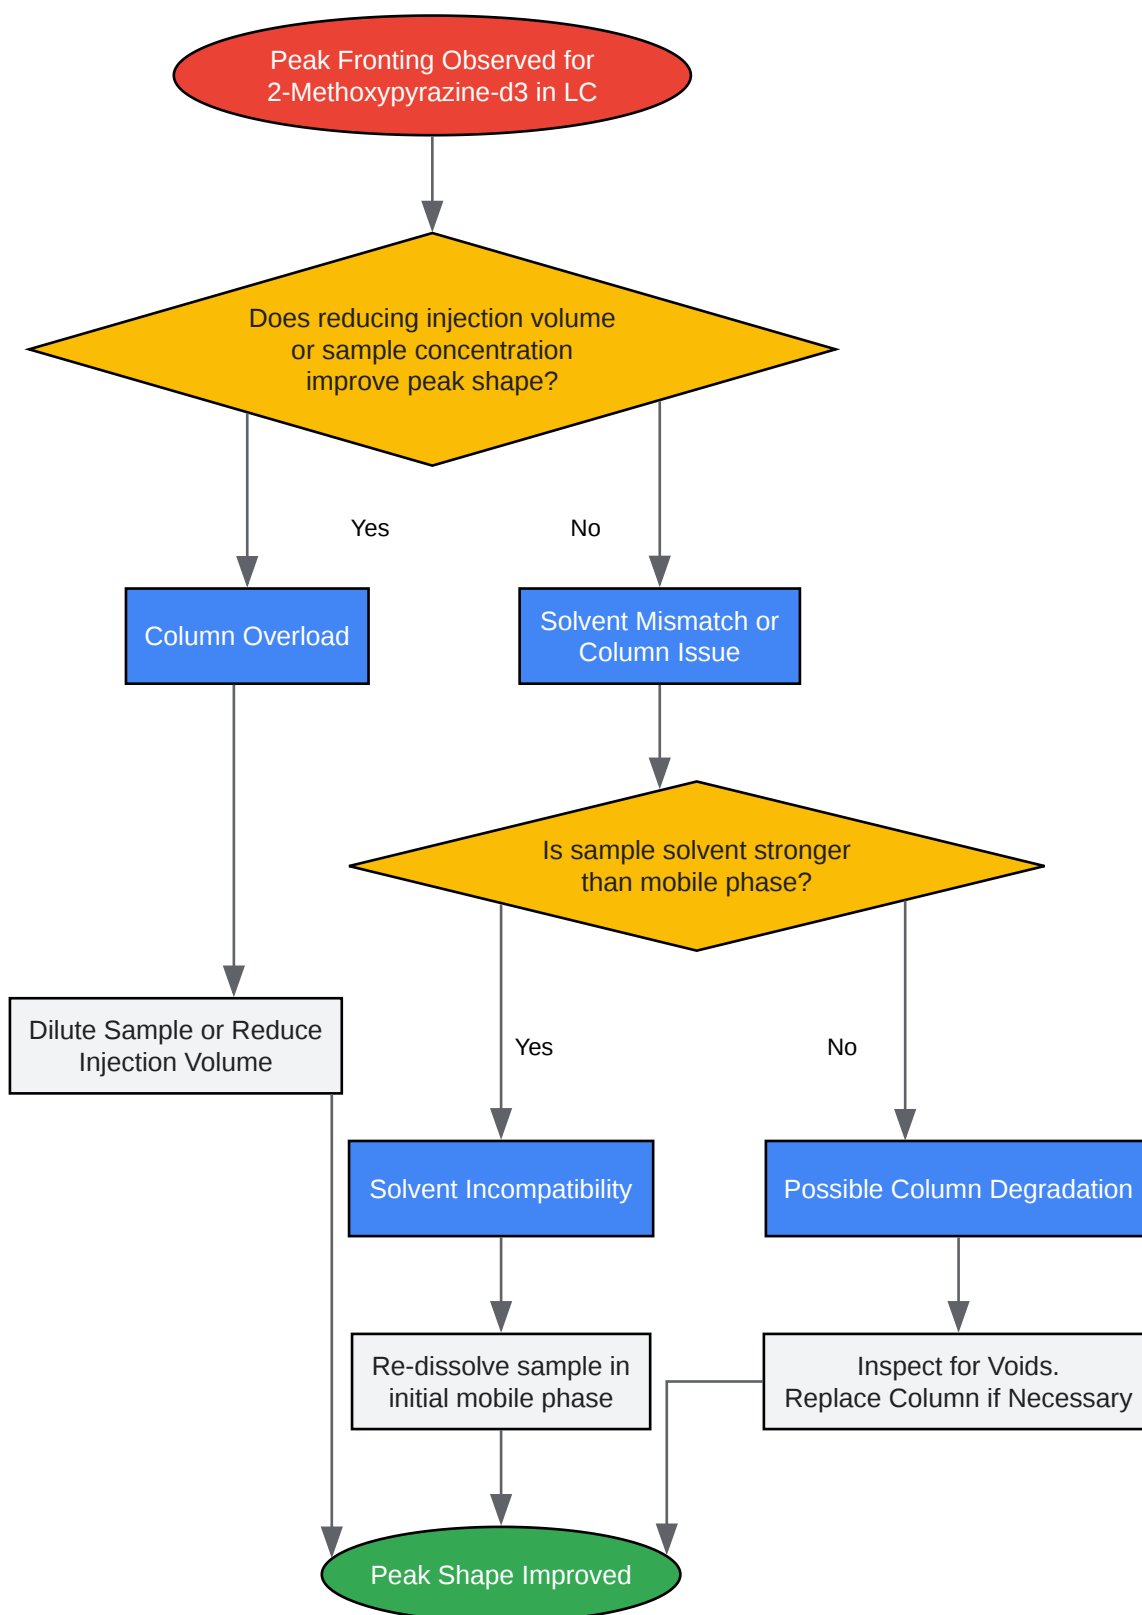 Peak Fronting Observed for
2-Methoxypyrazine-d3 in LC
Does reducing injection volume
or sample concentration
improve peak shape?
Yes
No
Column Overload
Solvent Mismatch or
Column Issue
Is sample solvent stronger
than mobile phase?
Dilute Sample or Reduce
Injection Volume
Yes
No
Solvent Incompatibility
Possible Column Degradation
Re-dissolve sample in
initial mobile phase
Inspect for Voids.
Replace Column if Necessary
Peak Shape Improved